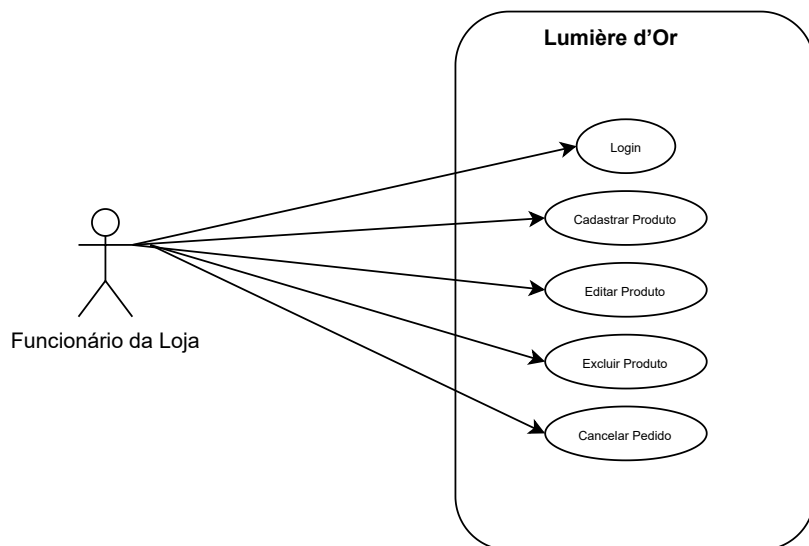 Lumière d’Or
Login
Cadastrar Produto
Editar Produto
Funcionário da Loja
Excluir Produto
Cancelar Pedido